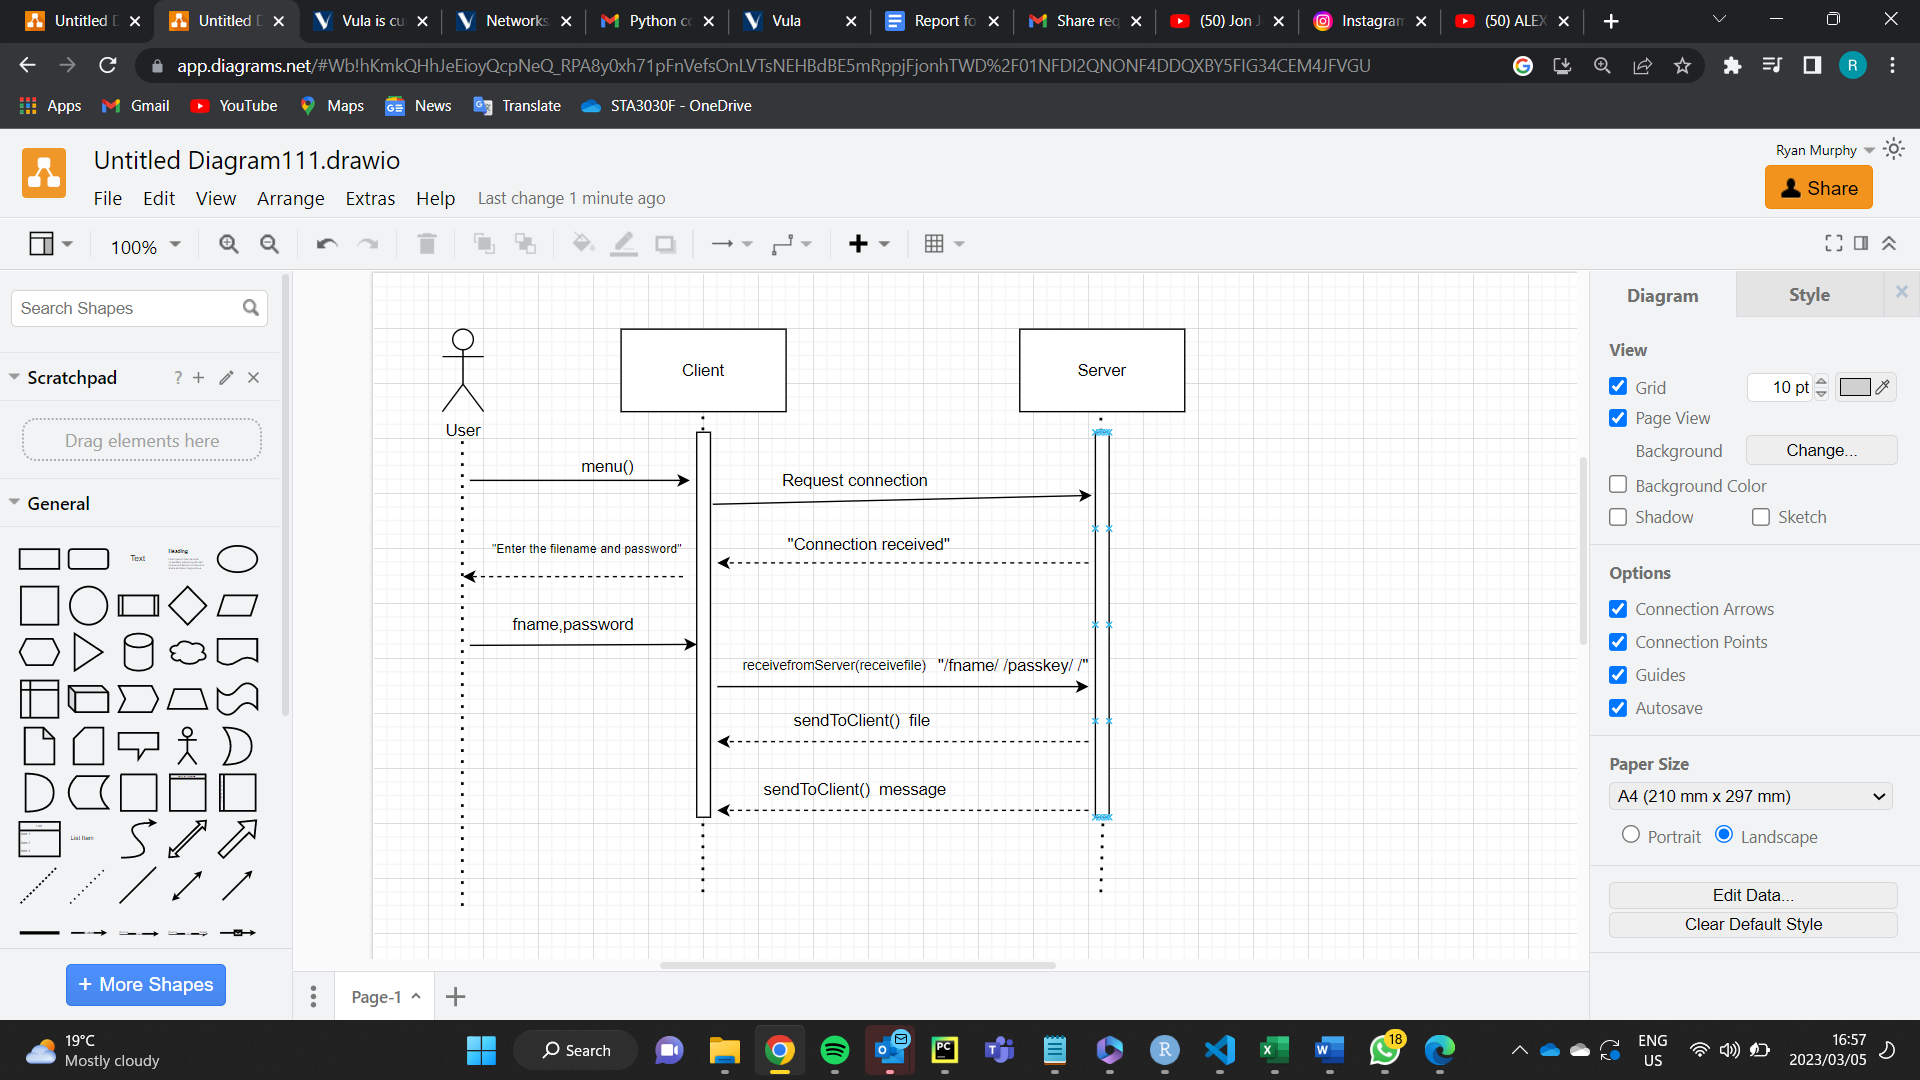 Untitled D
Untitled D
Vula is cu
Networks
Python co
Vula
Report fo
Share req
(50) Jon J
Instagram
(50) ALEX
app.diagrams.net/#Wb!hKmkQHhJeEioyQcpNeQ_RPA8y0xh71pFnVefsOnLVTsNEHBdBE5mRppjFjonhTWD%2F01NFDI2QNONF4DDQXBY5FIG34CEM4JFVGU
R
Apps
Gmail
YouTube
Maps
News
Translate
STA3030F - OneDrive
Untitled Diagram111.drawio
Ryan Murphy
File Edit View Arrange Extras Help Last change 1 minute ago
Share
100%
Search Shapes
Scratchpad
?
Drag elements here
General
Text
Heading
List Item
+ More Shapes
User
Client
Server
menu()
Request connection
"Connection received"
"Enter the filename and password"
fname,password
receivefromServer(receivefile) "/fname/ /passkey/ /"
sendToClient() file
sendToClient() message
Page-1
Diagram
Style
View
Grid
10 pt
Page View
Background
Change...
Background Color
Shadow
Sketch
Options
Connection Arrows
Connection Points
Guides
Autosave
Paper Size
A4 (210 mm x 297 mm)
Portrait
Landscape
Edit Data...
Clear Default Style
19°C
Mostly cloudy
Search
PC
R
18
ENG
US
16:57
2023/03/05